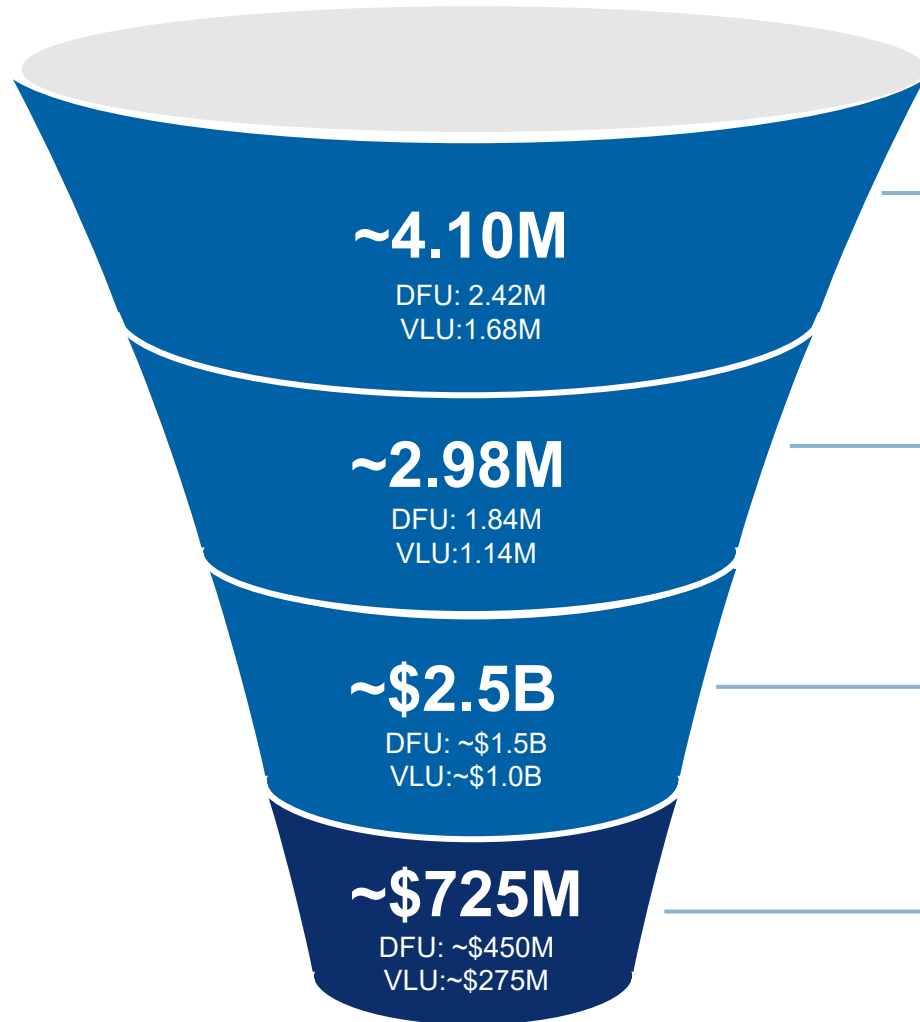 ~4.10M
DFU: 2.42M
VLU:1.68M
~2.98M
DFU: 1.84M
VLU:1.14M
~$2.5B
DFU: ~$1.5B
VLU:~$1.0B
~$725M
DFU: ~$450M
VLU:~$275M